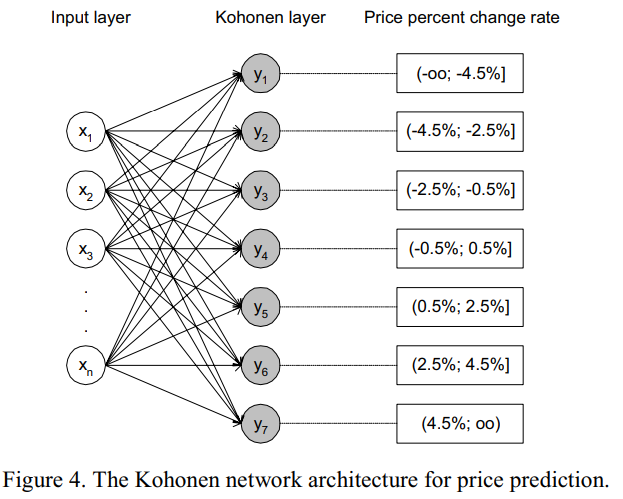 Input layer Kohonen layer Price percent change rate
y1 (-oo; -4.5%]
x1 y2 (-4.5%; -2.5%]
x2 y3 (-2.5%; -0.5%]
x3 y4 (-0.5%; 0.5%]
.
.
.
y5 (0.5%; 2.5%]
xn y6 (2.5%; 4.5%]
y7 (4.5%; oo)
Figure 4. The Kohonen network architecture for price prediction.